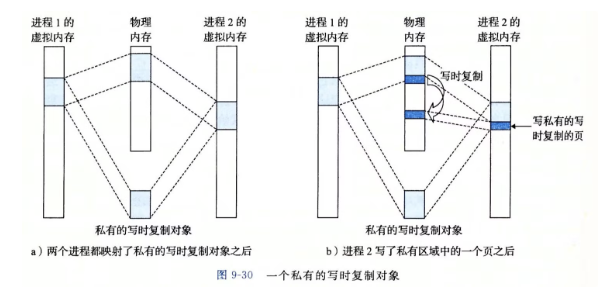 进程1的
虚拟内存
物理
内存
进程2的
虚拟内存
私有的写时复制对象
a）两个进程都映射了私有的写时复制对象之后
进程1的
虚拟内存
物理
内存
进程2的
虚拟内存
写时复制
写私有的写
时复制的页
私有的写时复制对象
b）进程2写了私有区域中的一个页之后
图 9-30 一个私有的写时复制对象